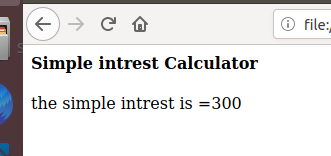 file:/
Simple intrest Calculator
the simple intrest is =300